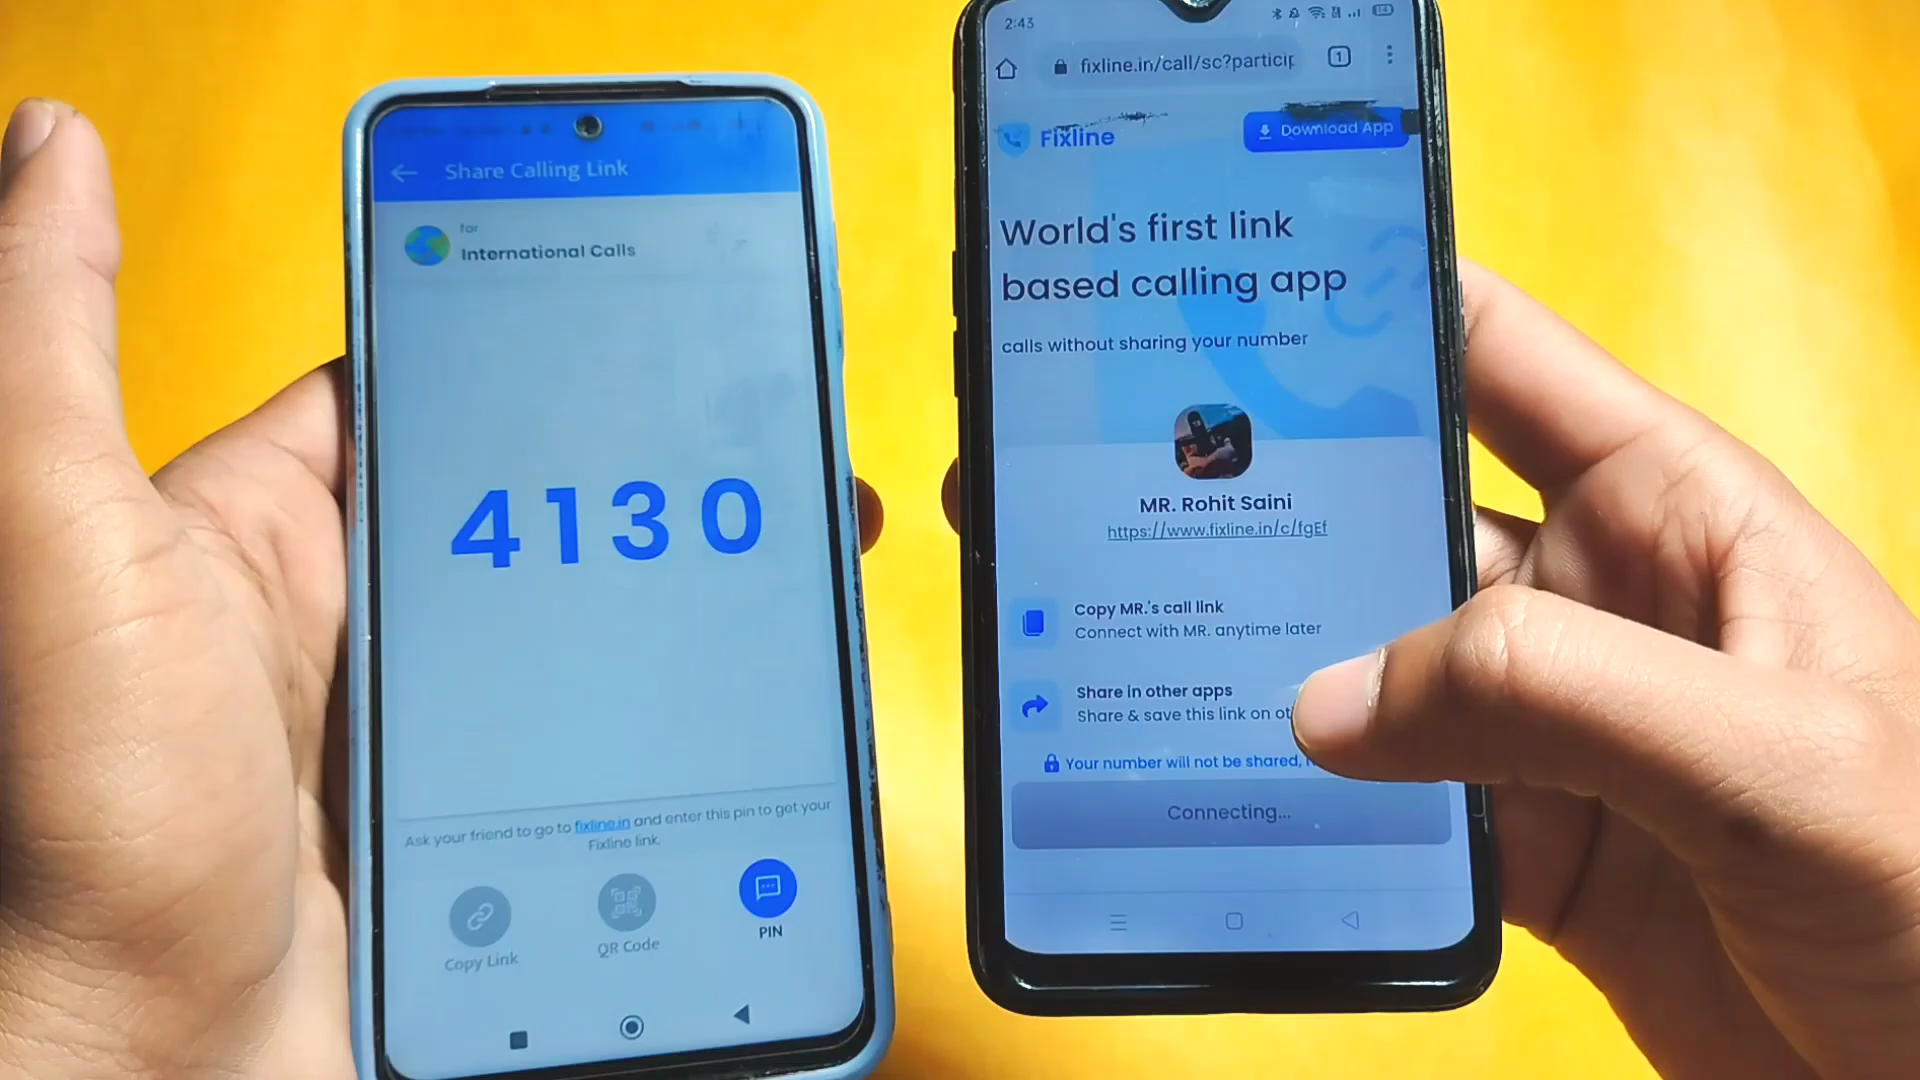 Share Calling Link
for
International Calls
4130
Ask your friend to go to fixline.in and enter this pin to get your
Fixline link.
Copy Link
QR Code
PIN
2:43
fixline.in/call/sc?particip
1
Fixline
Download App
World's first link
based calling app
calls without sharing your number
MR. Rohit Saini
https://www.fixline.in/c/fgEf
Copy MR.'s call link
Connect with MR. anytime later
Share in other apps
Share & save this link on
Your number will not be shared,
Connecting...